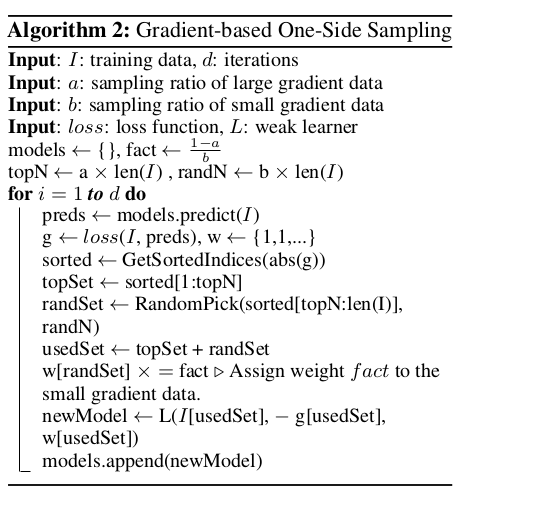 Algorithm 2: Gradient-based One-Side Sampling
Input: I: training data, d: iterations
Input: a: sampling ratio of large gradient data
Input: b: sampling ratio of small gradient data
Input: loss: loss function, L: weak learner
models ← {}, fact ← (1−a)/b
topN ← a × len(I) , randN ← b × len(I)
for i = 1 to d do
preds ← models.predict(I)
g ← loss(I, preds), w ← {1,1,...}
sorted ← GetSortedIndices(abs(g))
topSet ← sorted[1:topN]
randSet ← RandomPick(sorted[topN:len(I)],
randN)
usedSet ← topSet + randSet
w[randSet] × = fact ▷ Assign weight fact to the
small gradient data.
newModel ← L(I[usedSet], − g[usedSet],
w[usedSet])
models.append(newModel)